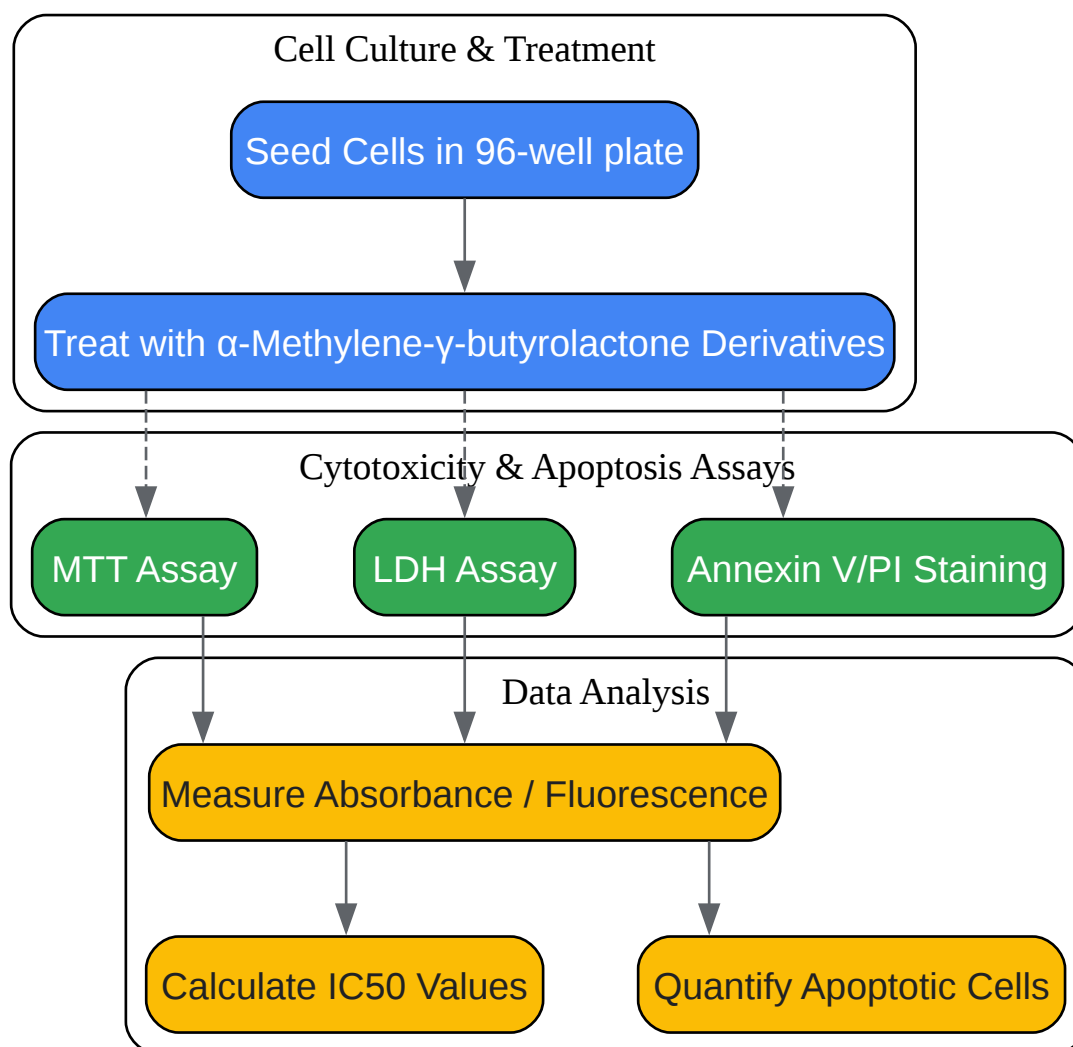 Cell Culture & Treatment
Seed Cells in 96-well plate
Treat with α-Methylene-γ-butyrolactone Derivatives
Cytotoxicity & Apoptosis Assays
MTT Assay
LDH Assay
Annexin V/PI Staining
Data Analysis
Measure Absorbance / Fluorescence
Calculate IC50 Values
Quantify Apoptotic Cells